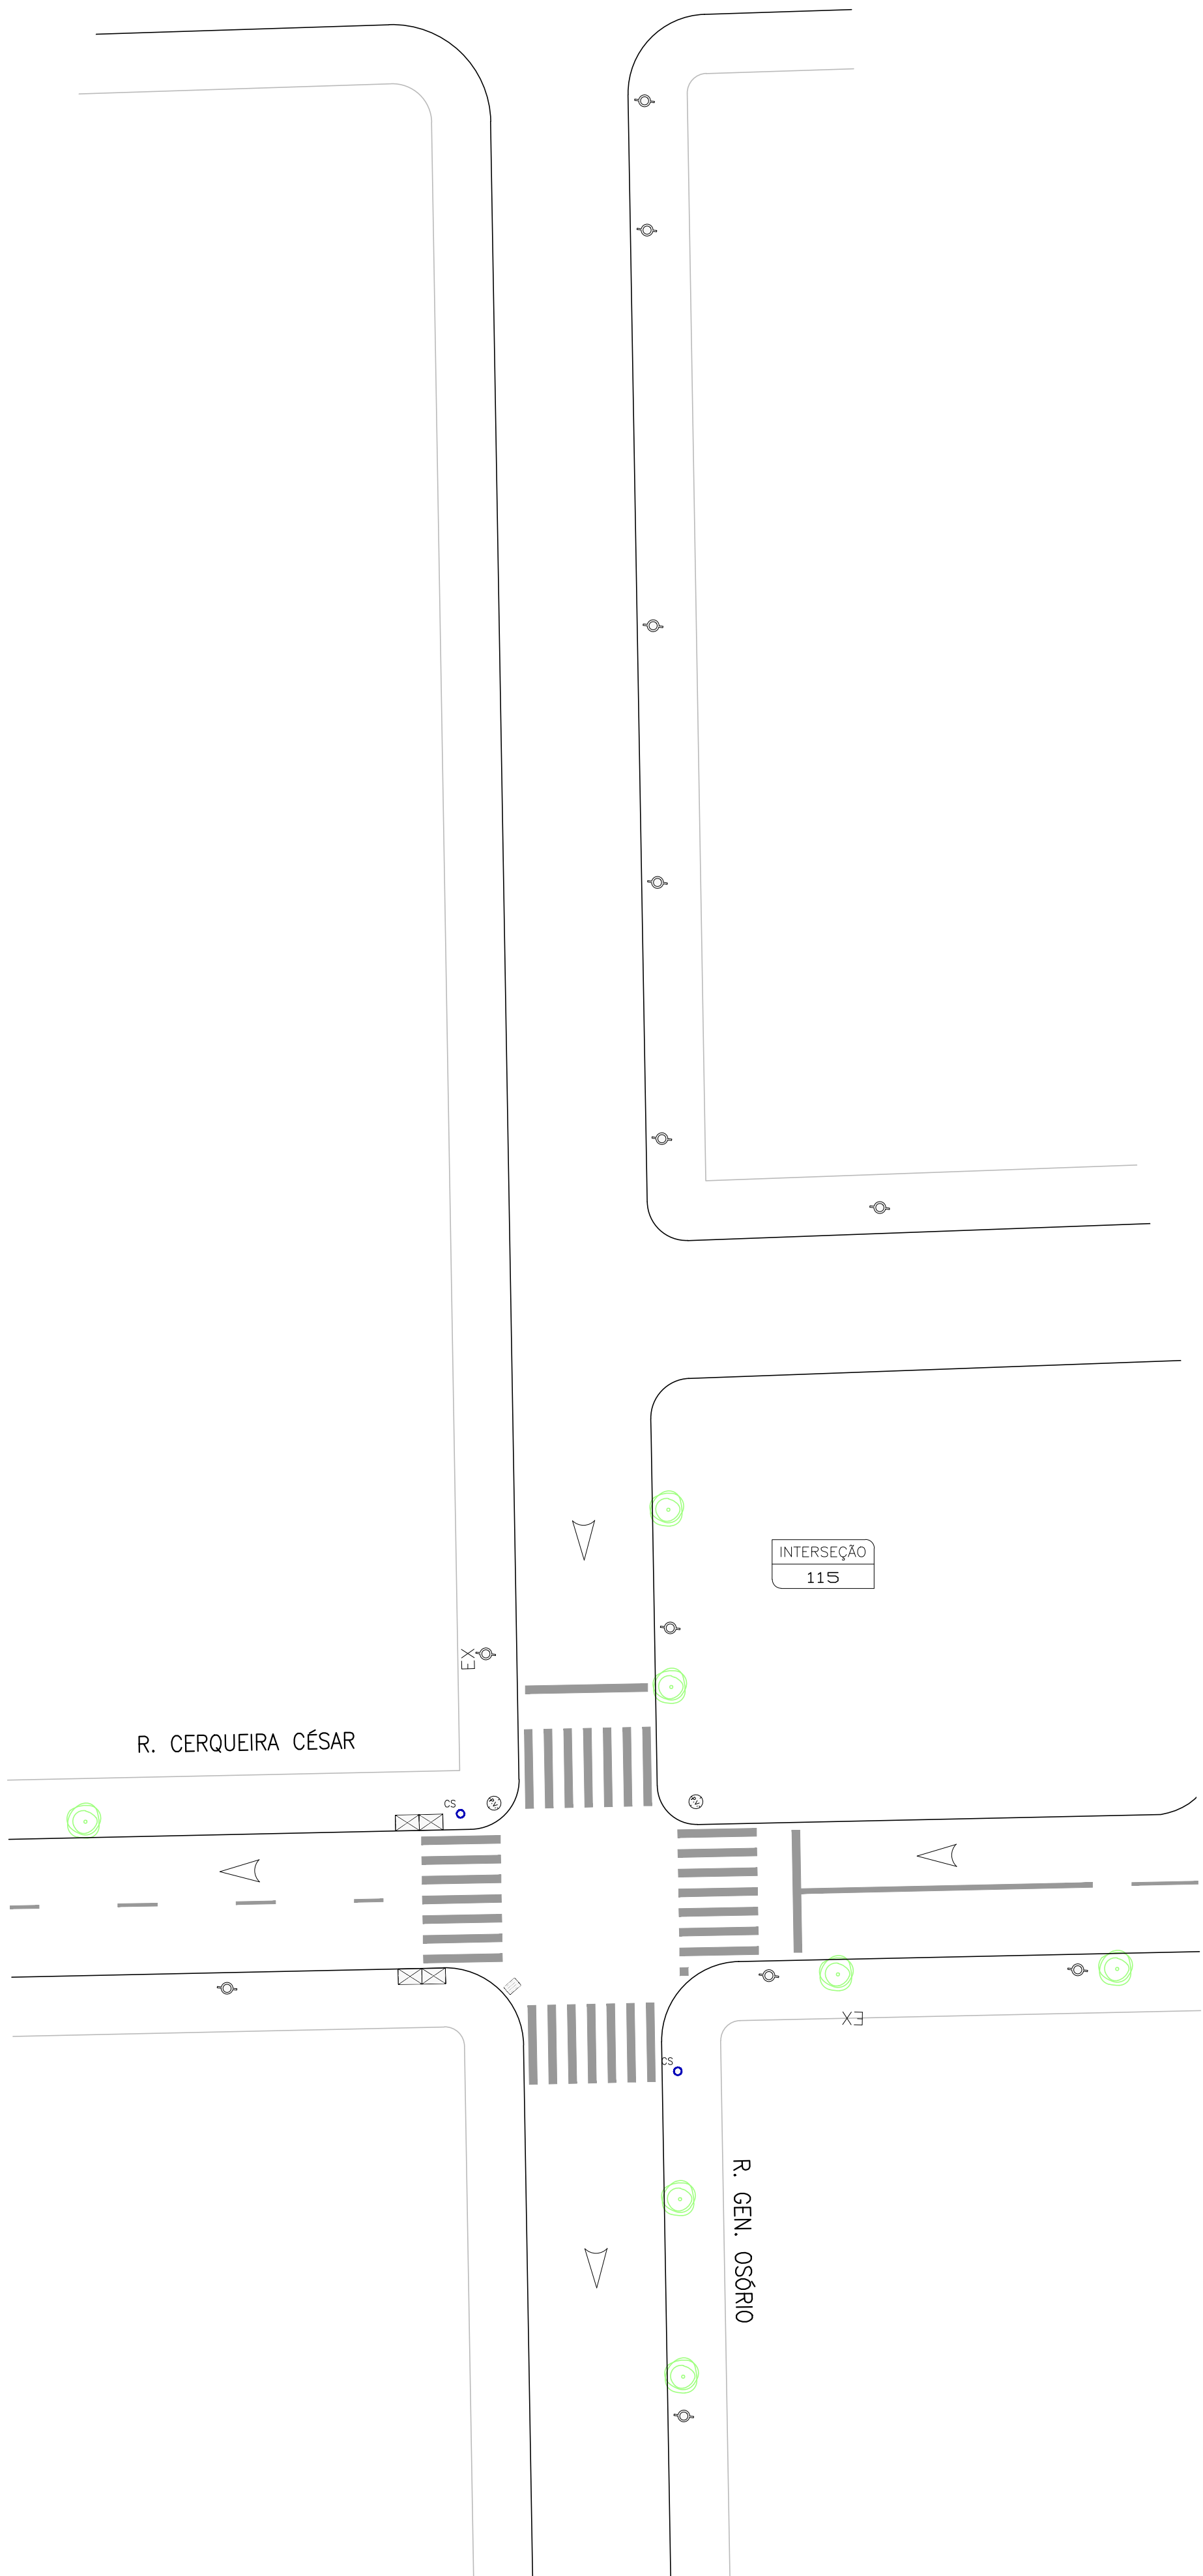 INTERSEÇÃO
115
EX
R. CERQUEIRA CÉSAR
CS
P.V.
P.V.
EX
CS
R. GEN. OSÓRIO